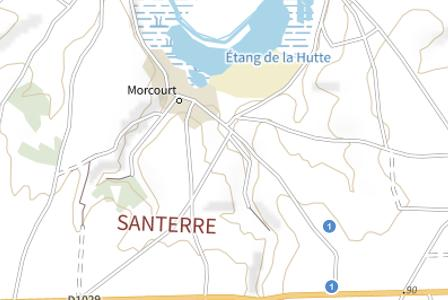 Étang de la Hutte
Morcourt
SANTERRE
1
1
90
D1029